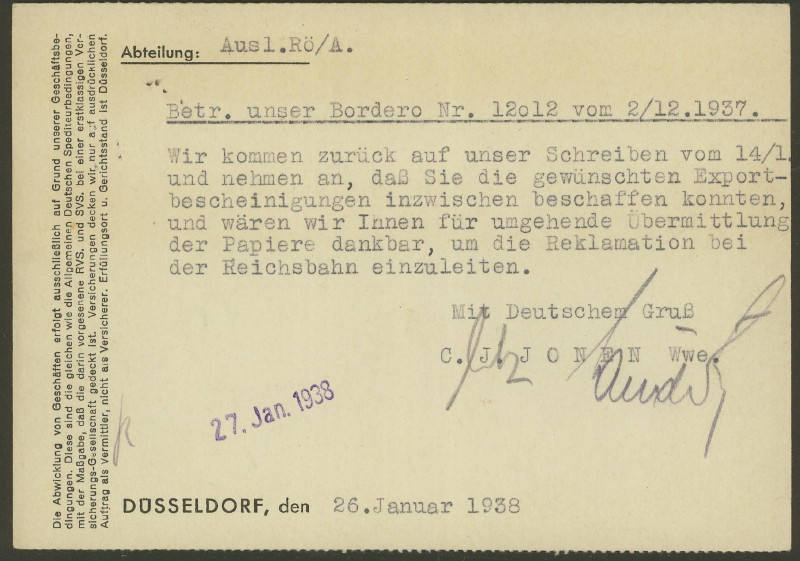 Abteilung: Ausl.Rö/A.
Betr. unser Bordero Nr. 12o12 vom 2/12.1937.
Wir kommen zurück auf unser Schreiben vom 14/1.
und nehmen an, daß Sie die gewünschten Export-
bescheinigungen inzwischen beschaffen konnten,
und wären wir Ihnen für umgehende Übermittlung
der Papiere dankbar, um die Reklamation bei
der Reichsbahn einzuleiten.
Mit Deutschem Gruß
C. J. J O N E N Wwe.
27. Jan. 1938
DÜSSELDORF, den 26.Januar 1938
Die Abwicklung von Geschäften erfolgt ausschließlich auf Grund unserer Geschäftsbe-
dingungen. Diese sind die gleichen wie die Allgemeinen Deutschen Spediteurbedingungen,
mit der Maßgabe, daß die darin vorgesenene RVS. und SVS. bei einer erstklassigen Ver-
sicherungs-Gesellschaft gedeckt ist. Versicherungen decken wir nur auf ausdrücklichen
Auftrag als Vermittler, nicht als Versicherer. Erfüllungsort u. Gerichtsstand ist Düsseldorf.